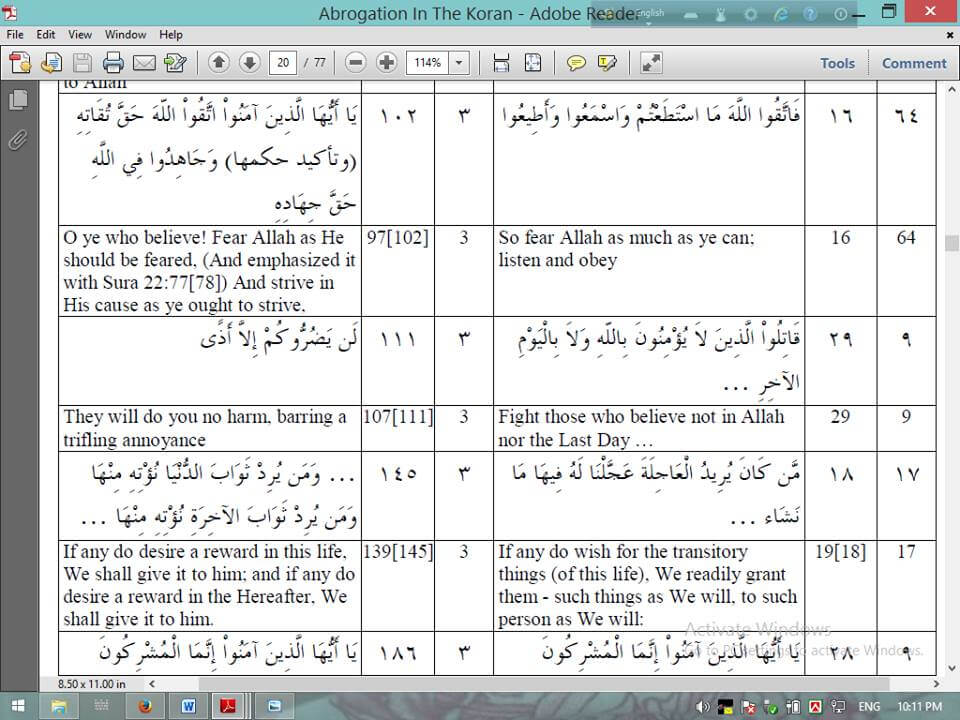 Abrogation In The Koran - Adobe Reade
English
File Edit View Window Help
20 / 77 114% Tools Comment
to Allah
يَا أَيُّهَا الَّذِينَ آمَنُواْ اتَّقُواْ اللّهَ حَقَّ تُقَاتِهِ ١٠٢ ٣ فَاتَّقُوا اللَّهَ مَا اسْتَطَعْتُمْ وَاسْمَعُوا وَأَطِيعُوا ١٦ ٦٤
(وتأكيد حكمها) وَجَاهِدُوا فِي اللَّهِ
حَقَّ جِهَادِهِ
O ye who believe! Fear Allah as He 97[102] 3 So fear Allah as much as ye can; 16 64
should be feared, (And emphasized it listen and obey
with Sura 22:77[78]) And strive in
His cause as ye ought to strive,
لَن يَضُرُّوكُمْ إِلاَّ أَذًى ١١١ ٣ قَاتِلُواْ الَّذِينَ لاَ يُؤْمِنُونَ بِاللّهِ وَلاَ بِالْيَوْمِ ٢٩ ٩
الآخِرِ ...
They will do you no harm, barring a 107[111] 3 Fight those who believe not in Allah 29 9
trifling annoyance nor the Last Day …
... وَمَن يُرِدْ ثَوَابَ الدُّنْيَا نُؤْتِهِ مِنْهَا ١٤٥ ٣ مَّن كَانَ يُرِيدُ الْعَاجِلَةَ عَجَّلْنَا لَهُ فِيهَا مَا ١٨ ١٧
وَمَن يُرِدْ ثَوَابَ الآخِرَةِ نُؤْتِهِ مِنْهَا ... نَشَاء ...
If any do desire a reward in this life, 139[145] 3 If any do wish for the transitory 19[18] 17
We shall give it to him; and if any do things (of this life), We readily grant
desire a reward in the Hereafter, We them - such things as We will, to such
shall give it to him. person as We will:
Activate Windows
يَا أَيُّهَا الَّذِينَ آمَنُواْ إِنَّمَا الْمُشْرِكُونَ ١٨٦ ٣ يَا أَيُّهَا الَّذِينَ آمَنُواْ إِنَّمَا الْمُشْرِكُونَ ٢٨ ٩
Go to PC settings to activate Windows.
8.50 x 11.00 in
ENG 10:11 PM